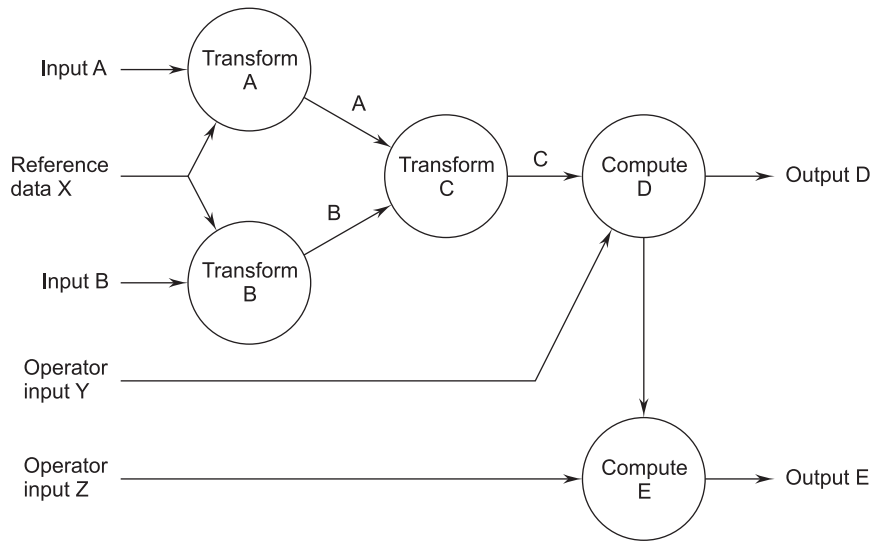 Input A
Transform
A
A
Reference
data X
Transform
C
C
Compute
D
Output D
B
Input B
Transform
B
Operator
input Y
Operator
input Z
Compute
E
Output E